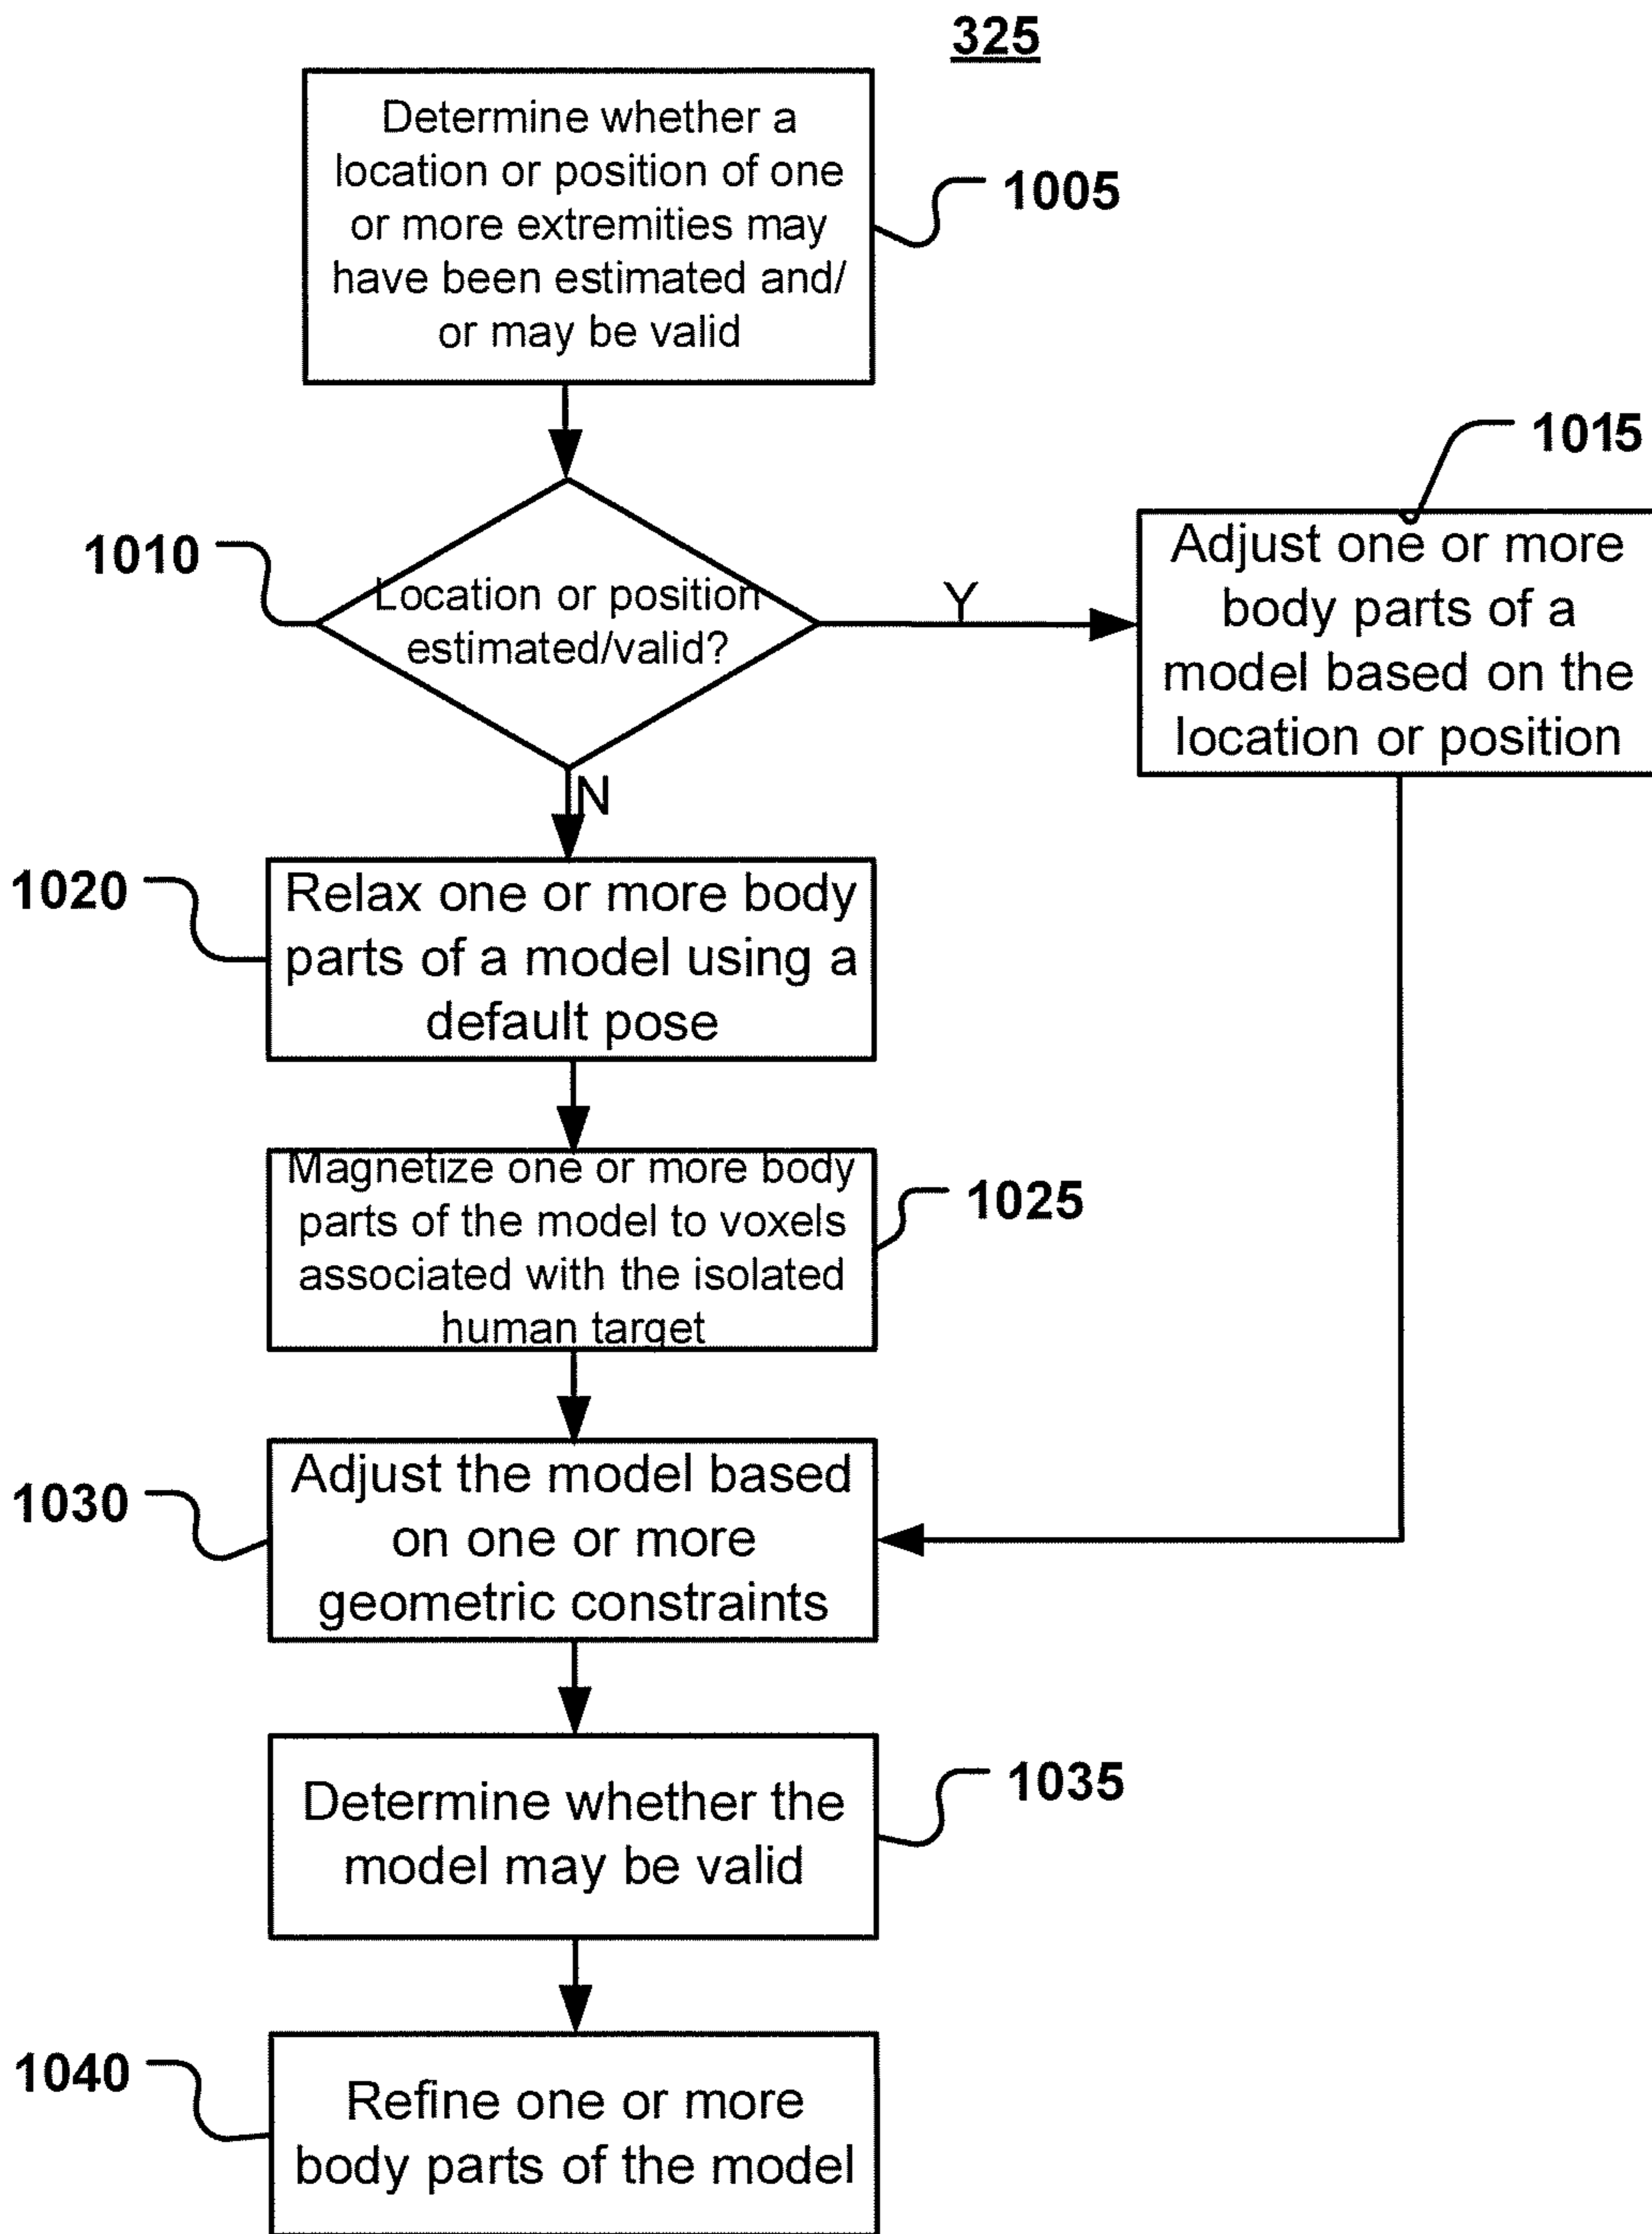 325
Determine whether a
location or position of one
or more extremities may
have been estimated and/
or may be valid
1005
1010
Location or position
estimated/valid?
Y
1015
Adjust one or more
body parts of a
model based on the
location or position
N
1020
Relax one or more body
parts of a model using a
default pose
Magnetize one or more body
parts of the model to voxels
associated with the isolated
human target
1025
1030
Adjust the model based
on one or more
geometric constraints
Determine whether the
model may be valid
1035
1040
Refine one or more
body parts of the model